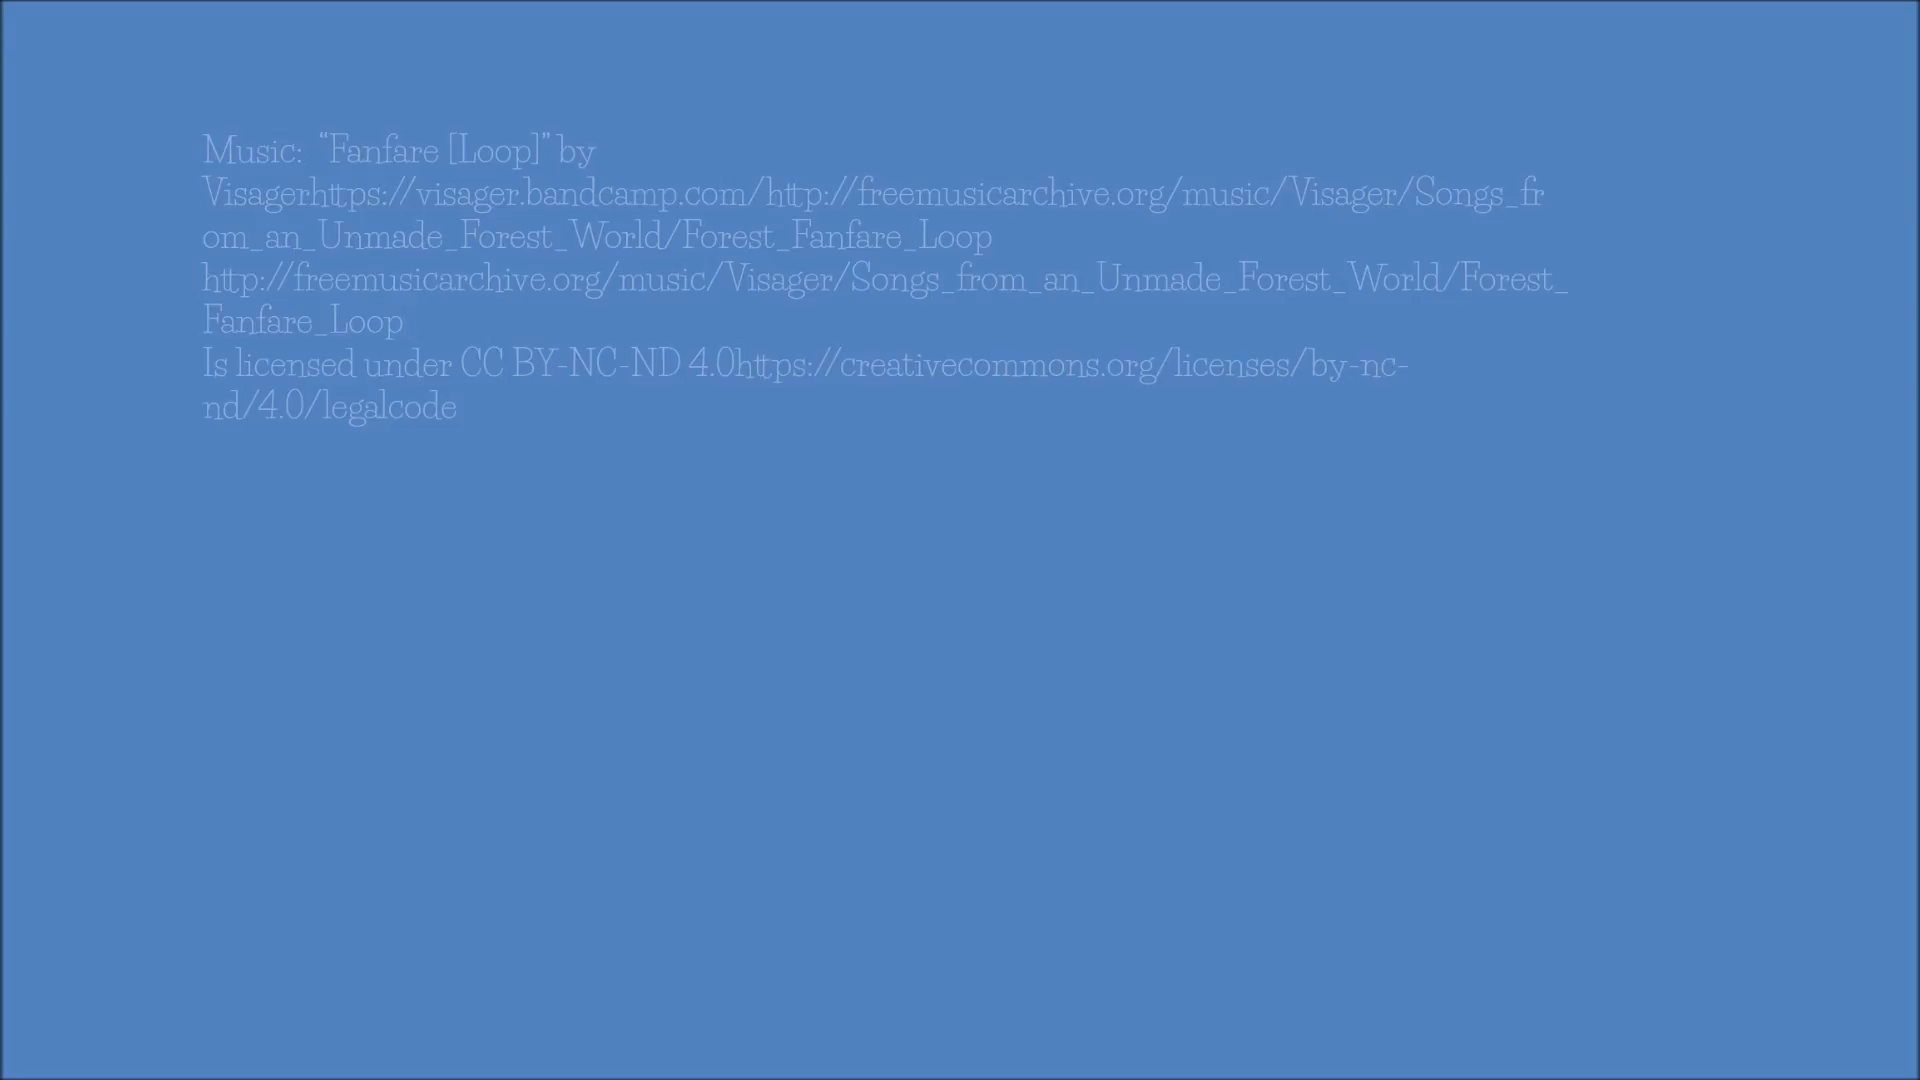 Music:  “Fanfare [Loop]” by
Visagerhttps://visager.bandcamp.com/http://freemusicarchive.org/music/Visager/Songs_fr
om_an_Unmade_Forest_World/Forest_Fanfare_Loop
http://freemusicarchive.org/music/Visager/Songs_from_an_Unmade_Forest_World/Forest_
Fanfare_Loop
Is licensed under CC BY-NC-ND 4.0https://creativecommons.org/licenses/by-nc-
nd/4.0/legalcode